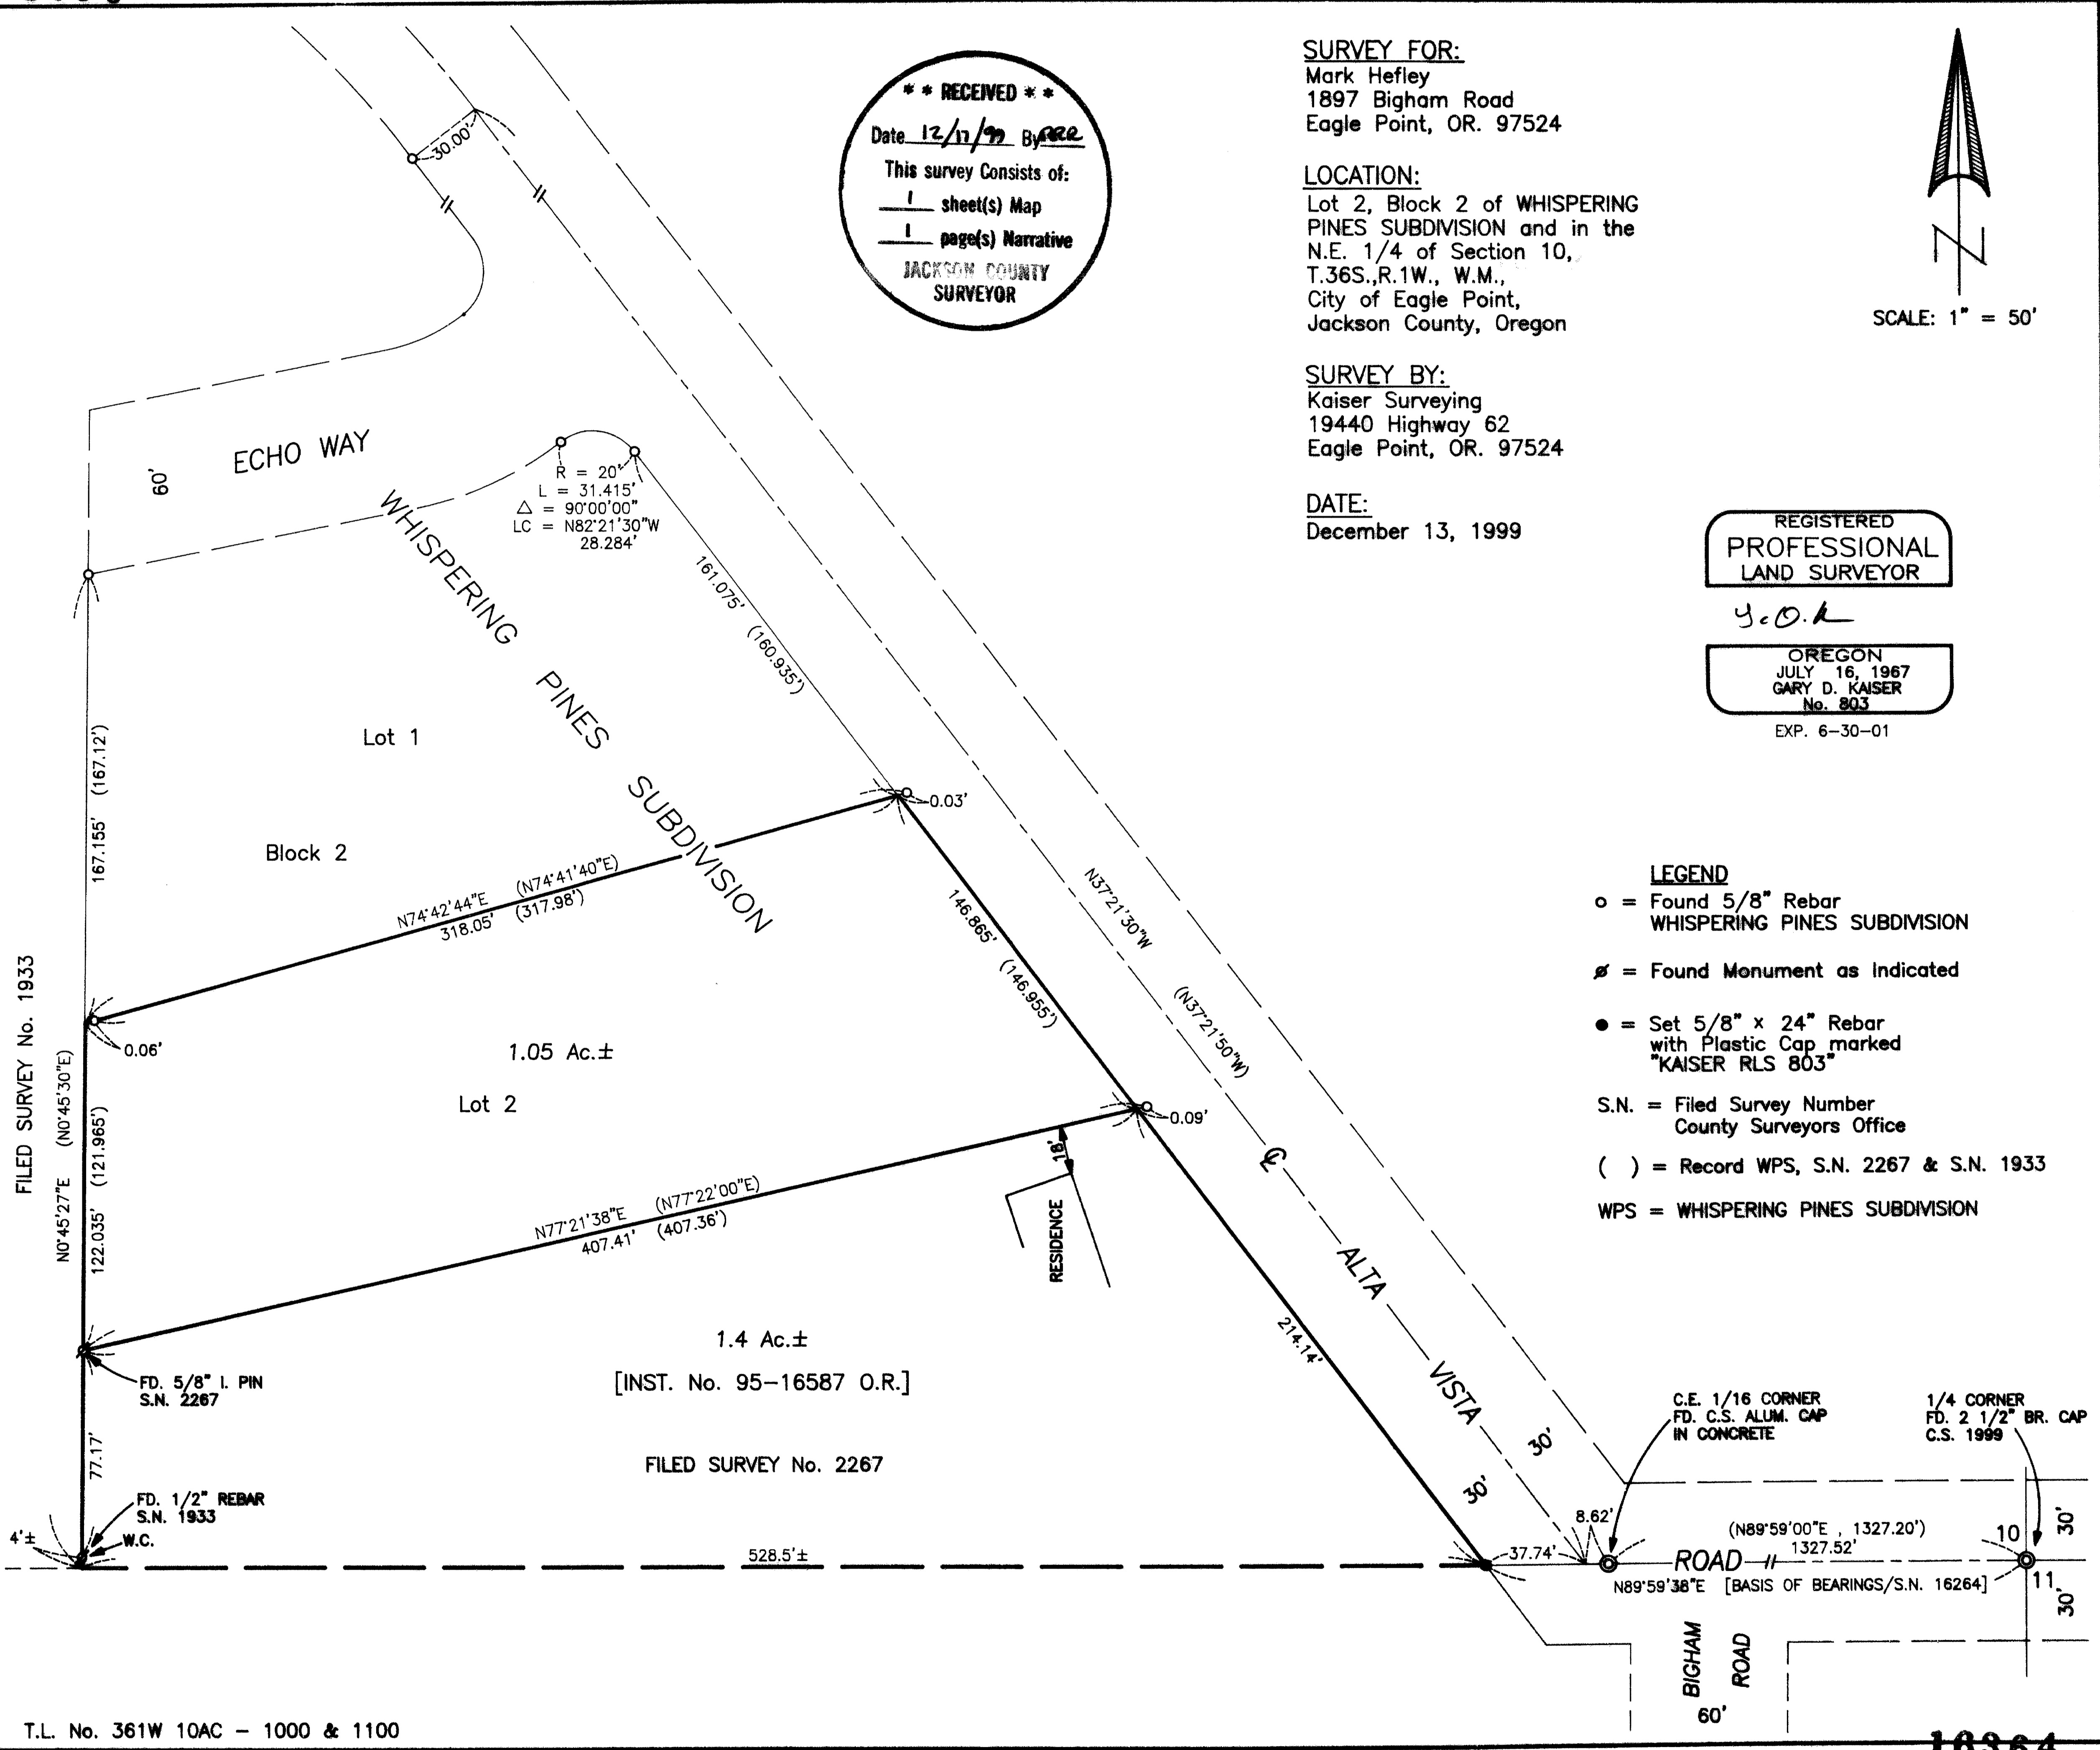 * * RECEIVED * *
Date 12/17/99 By RRR
This survey Consists of:
1 sheet(s) Map
1 page(s) Narrative
JACKSON COUNTY
SURVEYOR
SURVEY FOR:
Mark Hefley
1897 Bigham Road
Eagle Point, OR. 97524
LOCATION:
Lot 2, Block 2 of WHISPERING
PINES SUBDIVISION and in the
N.E. 1/4 of Section 10,
T.36S.,R.1W., W.M.,
City of Eagle Point,
Jackson County, Oregon
SURVEY BY:
Kaiser Surveying
19440 Highway 62
Eagle Point, OR. 97524
DATE:
December 13, 1999
N
SCALE: 1" = 50'
REGISTERED
PROFESSIONAL
LAND SURVEYOR
OREGON
JULY 16, 1967
GARY D. KAISER
No. 803
EXP. 6-30-01
LEGEND
o = Found 5/8" Rebar
WHISPERING PINES SUBDIVISION
ø = Found Monument as Indicated
● = Set 5/8" x 24" Rebar
with Plastic Cap marked
"KAISER RLS 803"
S.N. = Filed Survey Number
County Surveyors Office
( ) = Record WPS, S.N. 2267 & S.N. 1933
WPS = WHISPERING PINES SUBDIVISION
30.00'
ECHO WAY
60'
R = 20'
L = 31.415'
△ = 90°00'00"
LC = N82°21'30"W
28.284'
WHISPERING PINES SUBDIVISION
161.075' (160.935')
Lot 1
Block 2
167.155' (167.12')
0.03'
N74°42'44"E (N74°41'40"E)
318.05' (317.98')
146.865' (146.955')
N37°21'30"W (N37°21'50"W)
FILED SURVEY No. 1933
N0°45'27"E (N0°45'30"E)
122.035' (121.965')
0.06'
1.05 Ac.±
Lot 2
0.09'
18'
RESIDENCE
N77°21'38"E (N77°22'00"E)
407.41' (407.36')
1.4 Ac.±
[INST. No. 95-16587 O.R.]
FILED SURVEY No. 2267
FD. 5/8" I. PIN
S.N. 2267
77.17'
FD. 1/2" REBAR
S.N. 1933
W.C.
4'±
528.5'±
214.14'
℄ ALTA VISTA ROAD
30'
30'
37.74'
8.62'
C.E. 1/16 CORNER
FD. C.S. ALUM. CAP
IN CONCRETE
1/4 CORNER
FD. 2 1/2" BR. CAP
C.S. 1999
(N89°59'00"E , 1327.20')
1327.52'
N89°59'38"E [BASIS OF BEARINGS/S.N. 16264]
10
11
30'
30'
BIGHAM
ROAD
60'
T.L. No. 361W 10AC - 1000 & 1100
16364